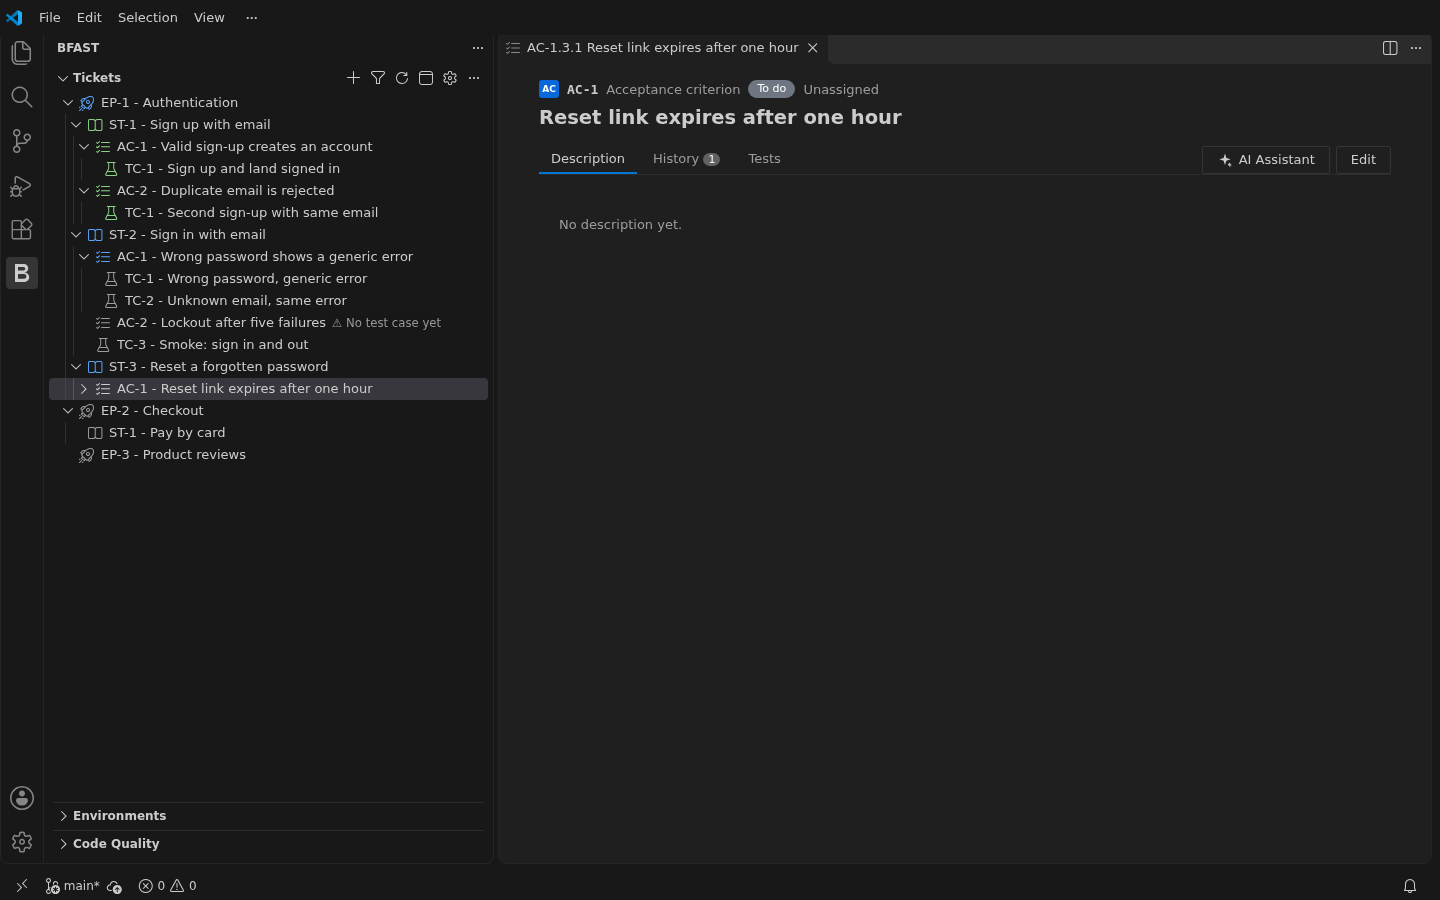 File Edit Selection View
BFAST
Tickets
EP-1 - Authentication
ST-1 - Sign up with email
AC-1 - Valid sign-up creates an account
TC-1 - Sign up and land signed in
AC-2 - Duplicate email is rejected
TC-1 - Second sign-up with same email
ST-2 - Sign in with email
AC-1 - Wrong password shows a generic error
TC-1 - Wrong password, generic error
TC-2 - Unknown email, same error
AC-2 - Lockout after five failures ⚠ No test case yet
TC-3 - Smoke: sign in and out
ST-3 - Reset a forgotten password
AC-1 - Reset link expires after one hour
EP-2 - Checkout
ST-1 - Pay by card
EP-3 - Product reviews
Environments
Code Quality
AC-1.3.1 Reset link expires after one hour
AC AC-1 Acceptance criterion To do Unassigned
Reset link expires after one hour
Description History 1 Tests AI Assistant Edit
No description yet.
B
main* 0 0